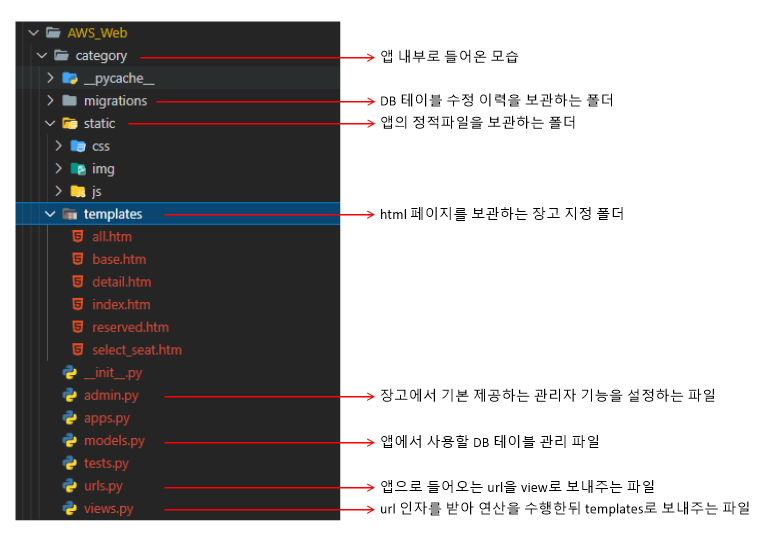 AWS_Web
category 앱 내부로 들어온 모습
__pycache__
migrations DB 테이블 수정 이력을 보관하는 폴더
static 앱의 정적파일을 보관하는 폴더
css
img
js
templates html 페이지를 보관하는 장고 지정 폴더
all.htm
base.htm
detail.htm
index.htm
reserved.htm
select_seat.htm
__init__.py
admin.py 장고에서 기본 제공하는 관리자 기능을 설정하는 파일
apps.py
models.py 앱에서 사용할 DB 테이블 관리 파일
tests.py
urls.py 앱으로 들어오는 url을 view로 보내주는 파일
views.py url 인자를 받아 연산을 수행한뒤 templates로 보내주는 파일